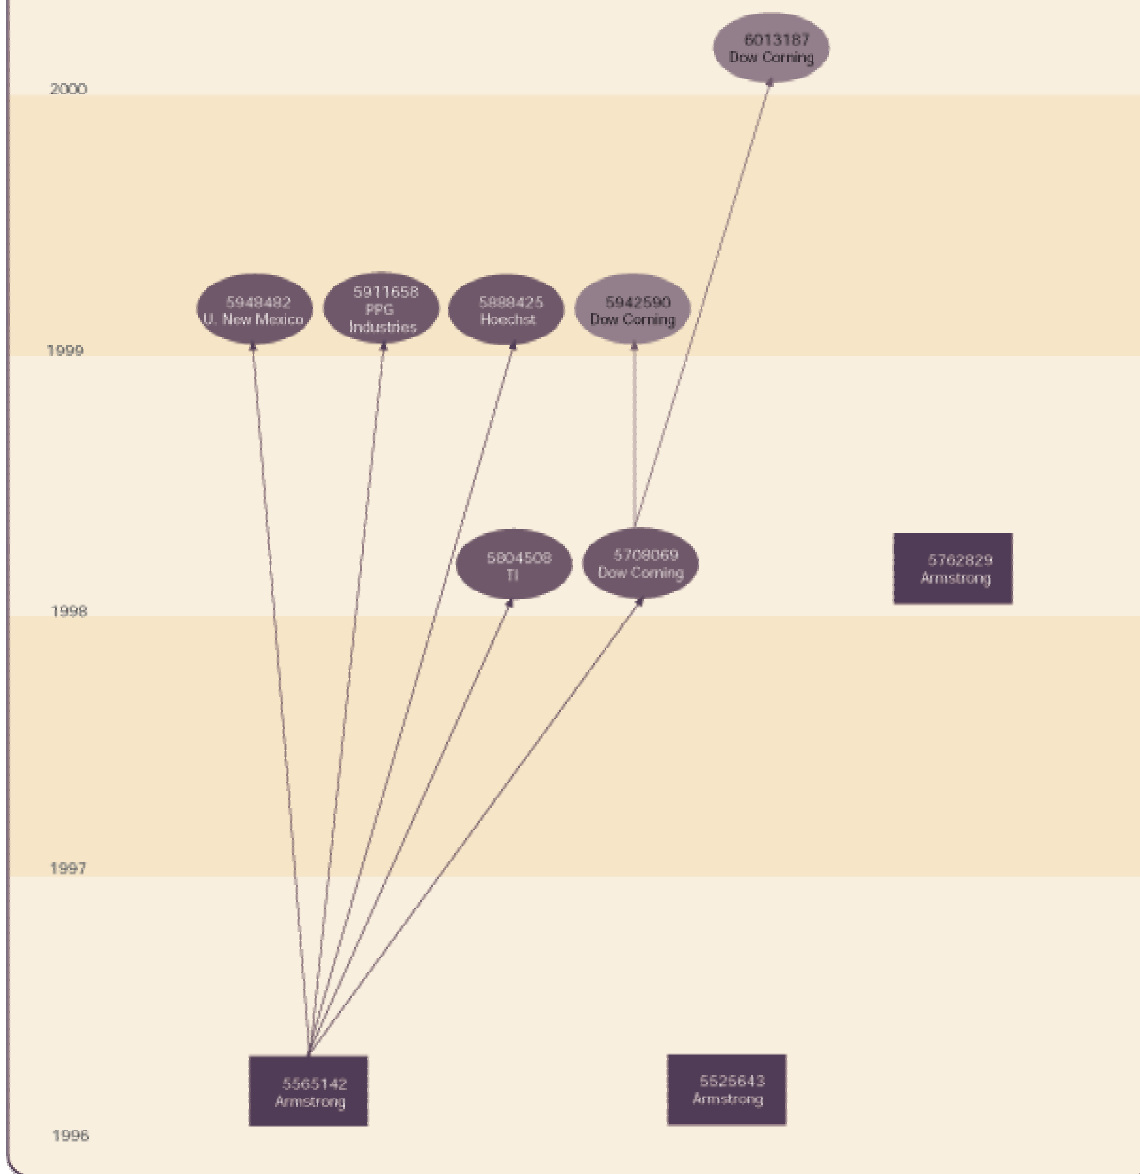 6013187
Dow Corning
2000
5948482
U. New Mexico
5911658
PPG
Industries
5888425
Hoechst
5942590
Dow Corning
1999
5804508
TI
5708069
Dow Corning
5762829
Armstrong
1998
1997
5565142
Armstrong
5525643
Armstrong
1996